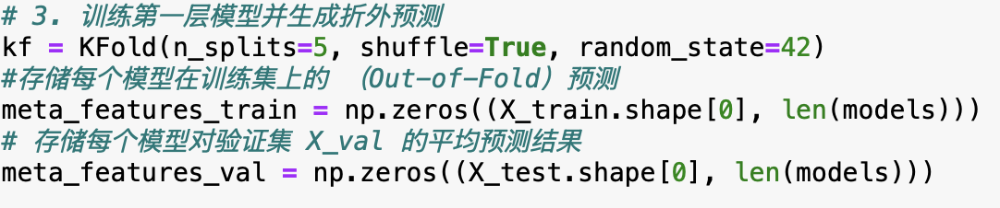 # 3. 训练第一层模型并生成折外预测
kf = KFold(n_splits=5, shuffle=True, random_state=42)
#存储每个模型在训练集上的 （Out-of-Fold）预测
meta_features_train = np.zeros((X_train.shape[0], len(models)))
# 存储每个模型对验证集 X_val 的平均预测结果
meta_features_val = np.zeros((X_test.shape[0], len(models)))